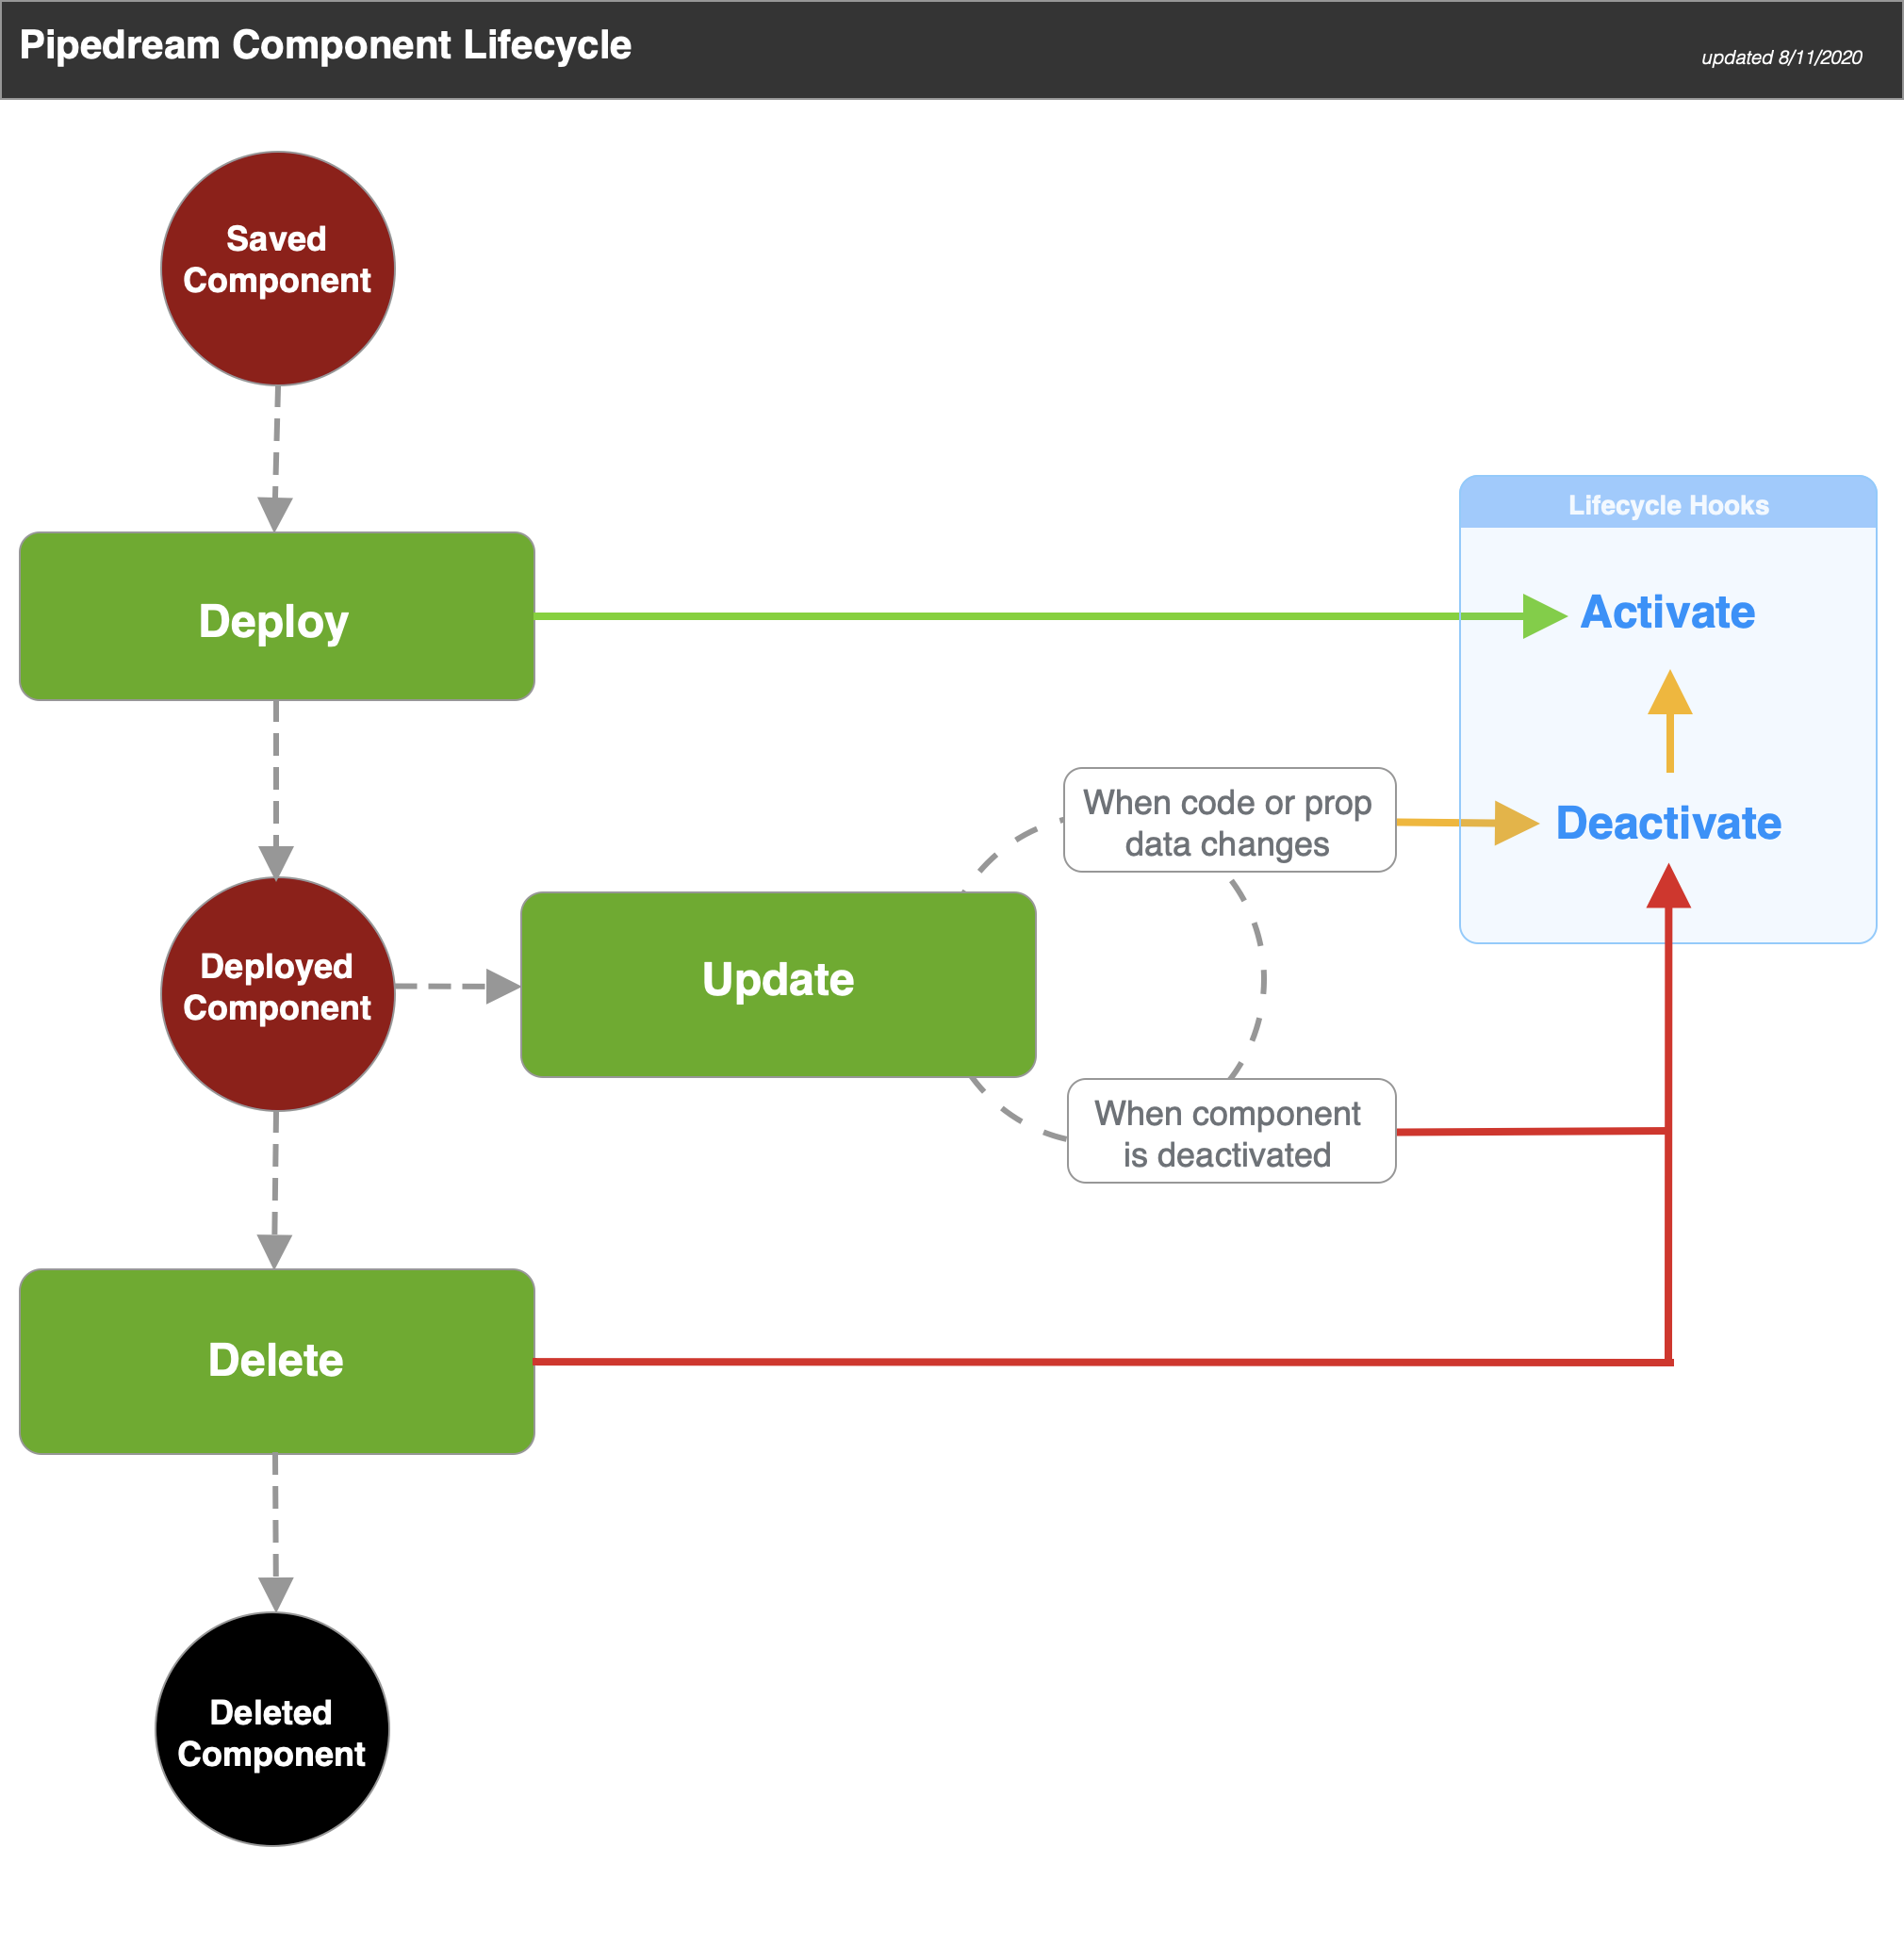 Pipedream Component Lifecycle
updated 8/11/2020
Saved
Component
Lifecycle Hooks
Deploy
Activate
When code or prop
data changes
Deactivate
Deployed
Component
Update
When component
is deactivated
Delete
Deleted
Component